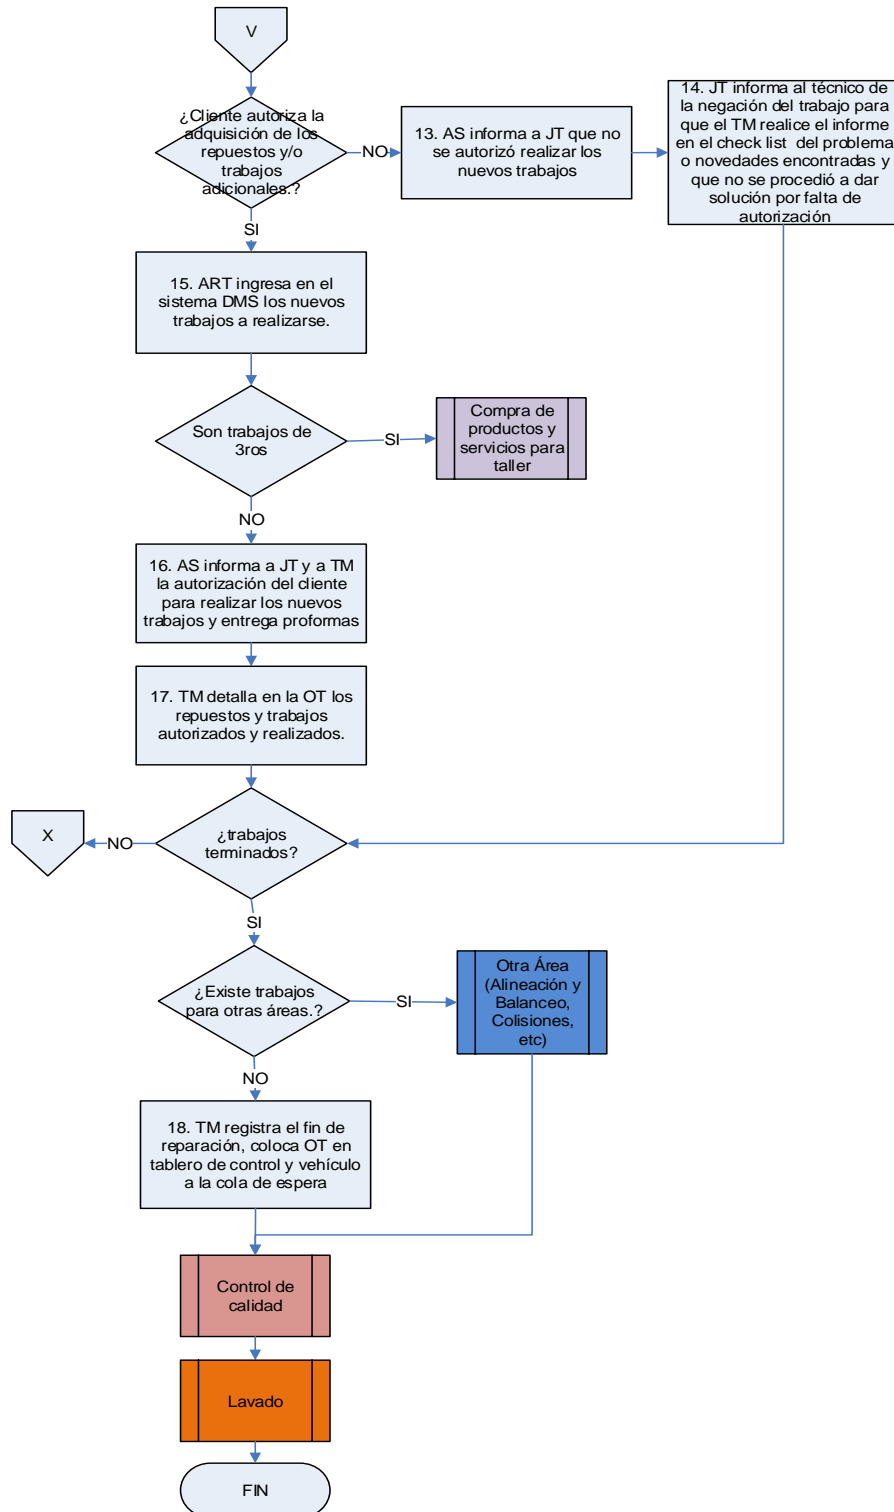 V
¿Cliente autoriza la
adquisición de los
repuestos y/o
trabajos
adicionales.?
NO
13. AS informa a JT que no
se autorizó realizar los
nuevos trabajos
14. JT informa al técnico de
la negación del trabajo para
que el TM realice el informe
en el check list del problema
o novedades encontradas y
que no se procedió a dar
solución por falta de
autorización
SI
15. ART ingresa en el
sistema DMS los nuevos
trabajos a realizarse.
Son trabajos de
3ros
SI
Compra de
productos y
servicios para
taller
NO
16. AS informa a JT y a TM
la autorización del cliente
para realizar los nuevos
trabajos y entrega proformas
17. TM detalla en la OT los
repuestos y trabajos
autorizados y realizados.
X
NO
¿trabajos
terminados?
SI
¿Existe trabajos
para otras áreas.?
SI
Otra Área
(Alineación y
Balanceo,
Colisiones,
etc)
NO
18. TM registra el fin de
reparación, coloca OT en
tablero de control y vehículo
a la cola de espera
Control de
calidad
Lavado
FIN